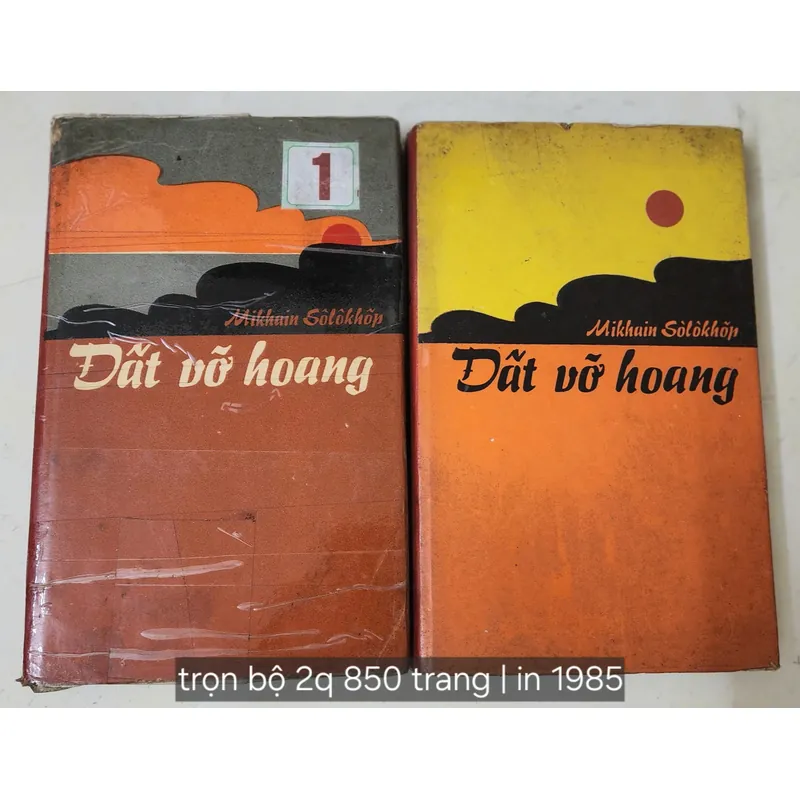 1
Mikhain Sôlôkhốp
Đất vỡ hoang
Mikhain Sôlôkhốp
Đất vỡ hoang
trọn bộ 2q 850 trang | in 1985